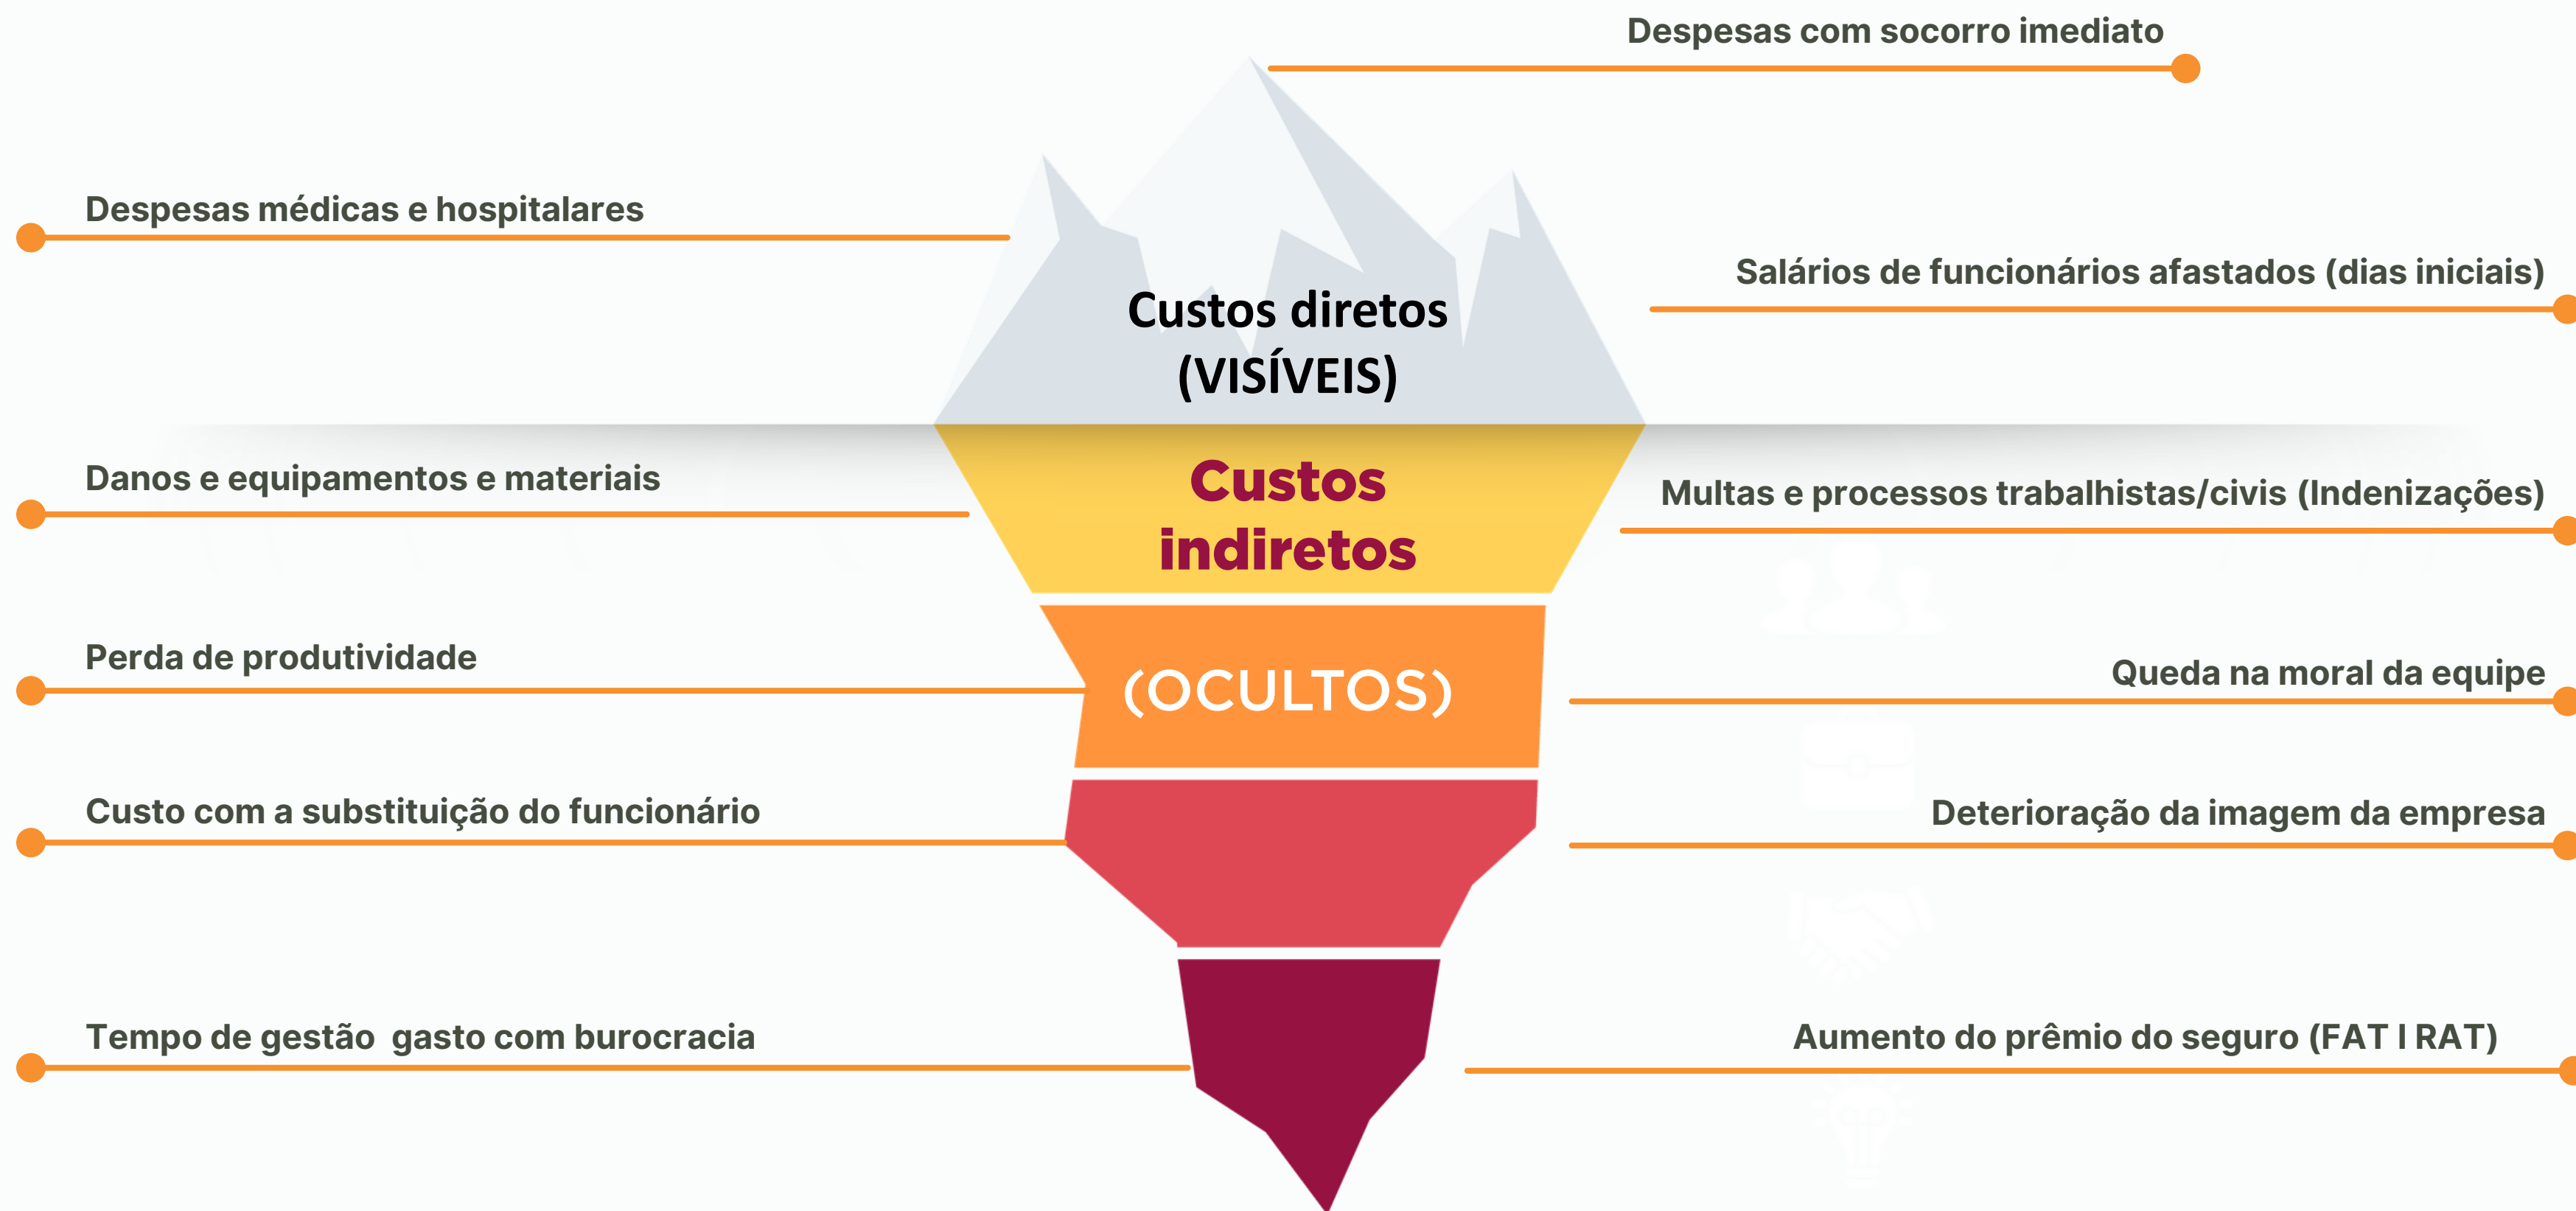 Despesas com socorro imediato
Despesas médicas e hospitalares
Salários de funcionários afastados (dias iniciais)
Custos diretos
(VISÍVEIS)
Custos
indiretos
Danos e equipamentos e materiais
Multas e processos trabalhistas/civis (Indenizações)
Perda de produtividade
(OCULTOS)
Queda na moral da equipe
Custo com a substituição do funcionário
Deterioração da imagem da empresa
Tempo de gestão  gasto com burocracia
Aumento do prêmio do seguro (FAT I RAT)